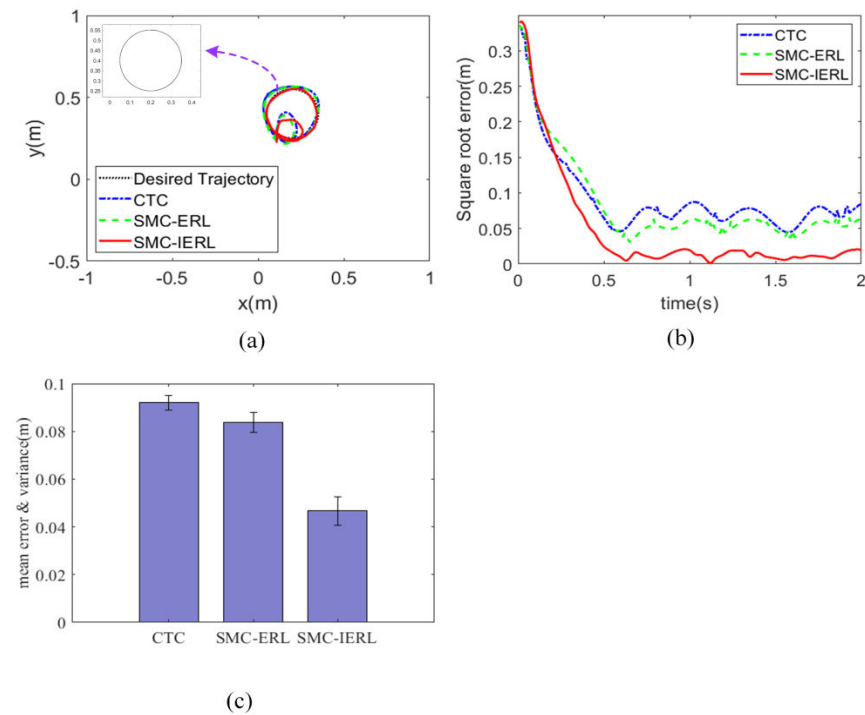 0.55
0.5
0.45
0.4
0.35
0.3
0.25
0 0.1 0.2 0.3 0.4
1
0.5
0
-0.5
y(m)
Desired Trajectory
CTC
SMC-ERL
SMC-IERL
-1 -0.5 0 0.5 1
x(m)
(a)
0.3
0.25
0.2
0.15
0.1
0.05
0
Square root error(m)
CTC
SMC-ERL
SMC-IERL
0 0.5 1 1.5 2
time(s)
(b)
0.1
0.08
0.06
0.04
0.02
0
mean error & variance(m)
CTC SMC-ERL SMC-IERL
(c)